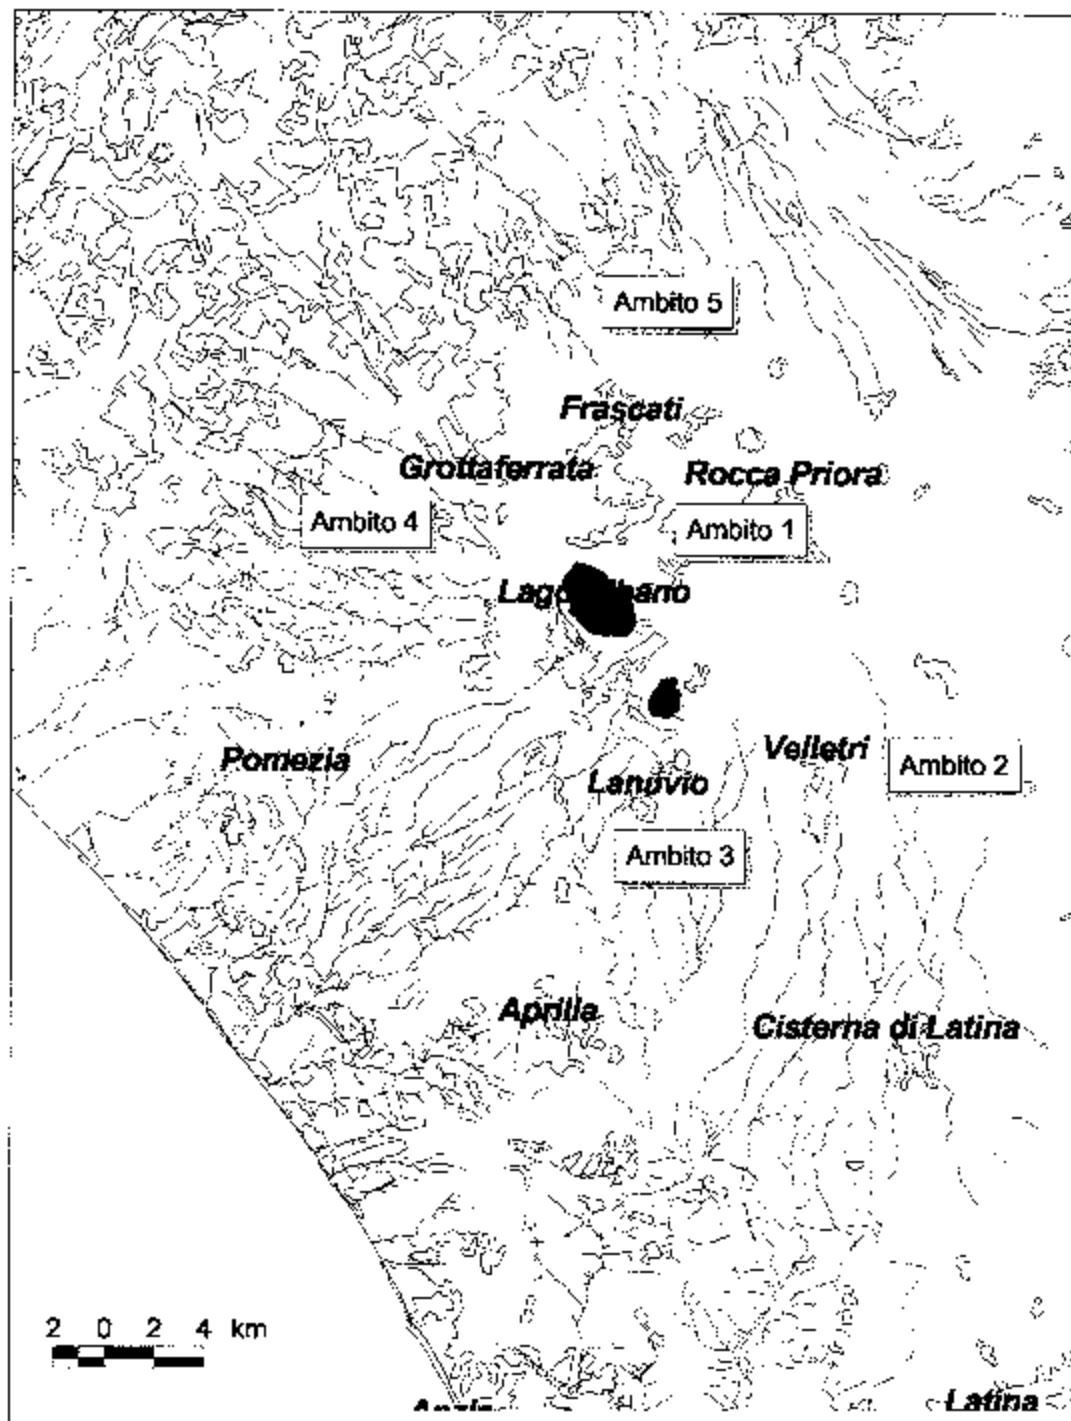 Ambito 5
Frascati
Grottaferrata
Rocca Priora
Ambito 4
Ambito 1
Lago
Pomezia
Velletri
Ambito 2
Lanuvio
Ambito 3
Aprilia
Cisterna di Latina
2 0 2 4 km
Latina